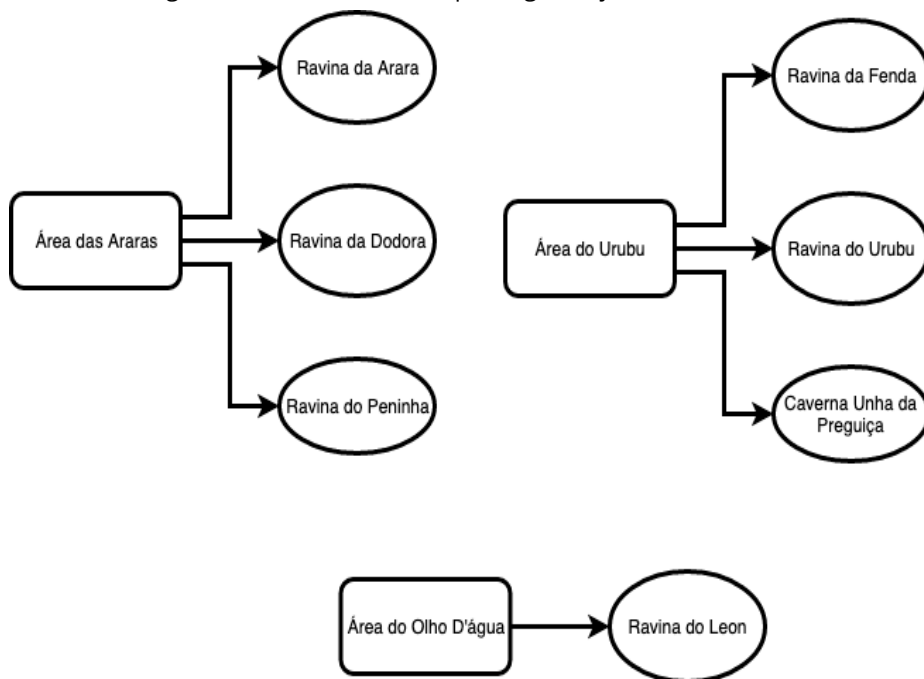 Ravina da Arara
Área das Araras
Ravina da Dodora
Ravina do Peninha
Ravina da Fenda
Área do Urubu
Ravina do Urubu
Caverna Unha da
Preguiça
Área do Olho D'água
Ravina do Leon